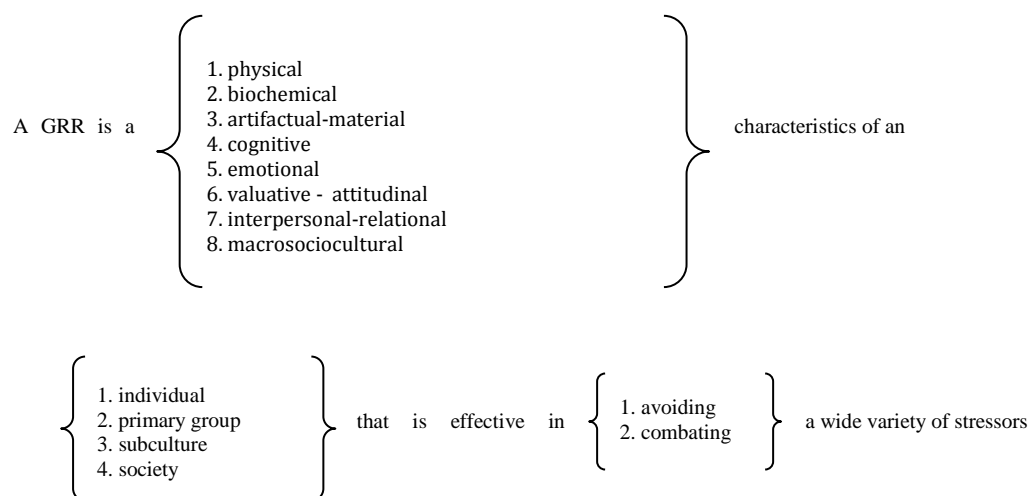 1. physical
2. biochemical
A GRR is a 3. artifactual-material characteristics of an
4. cognitive
5. emotional
6. valuative - attitudinal
7. interpersonal-relational
8. macrosociocultural
1. individual
2. primary group that is effective in 1. avoiding a wide variety of stressors
3. subculture 2. combating
4. society